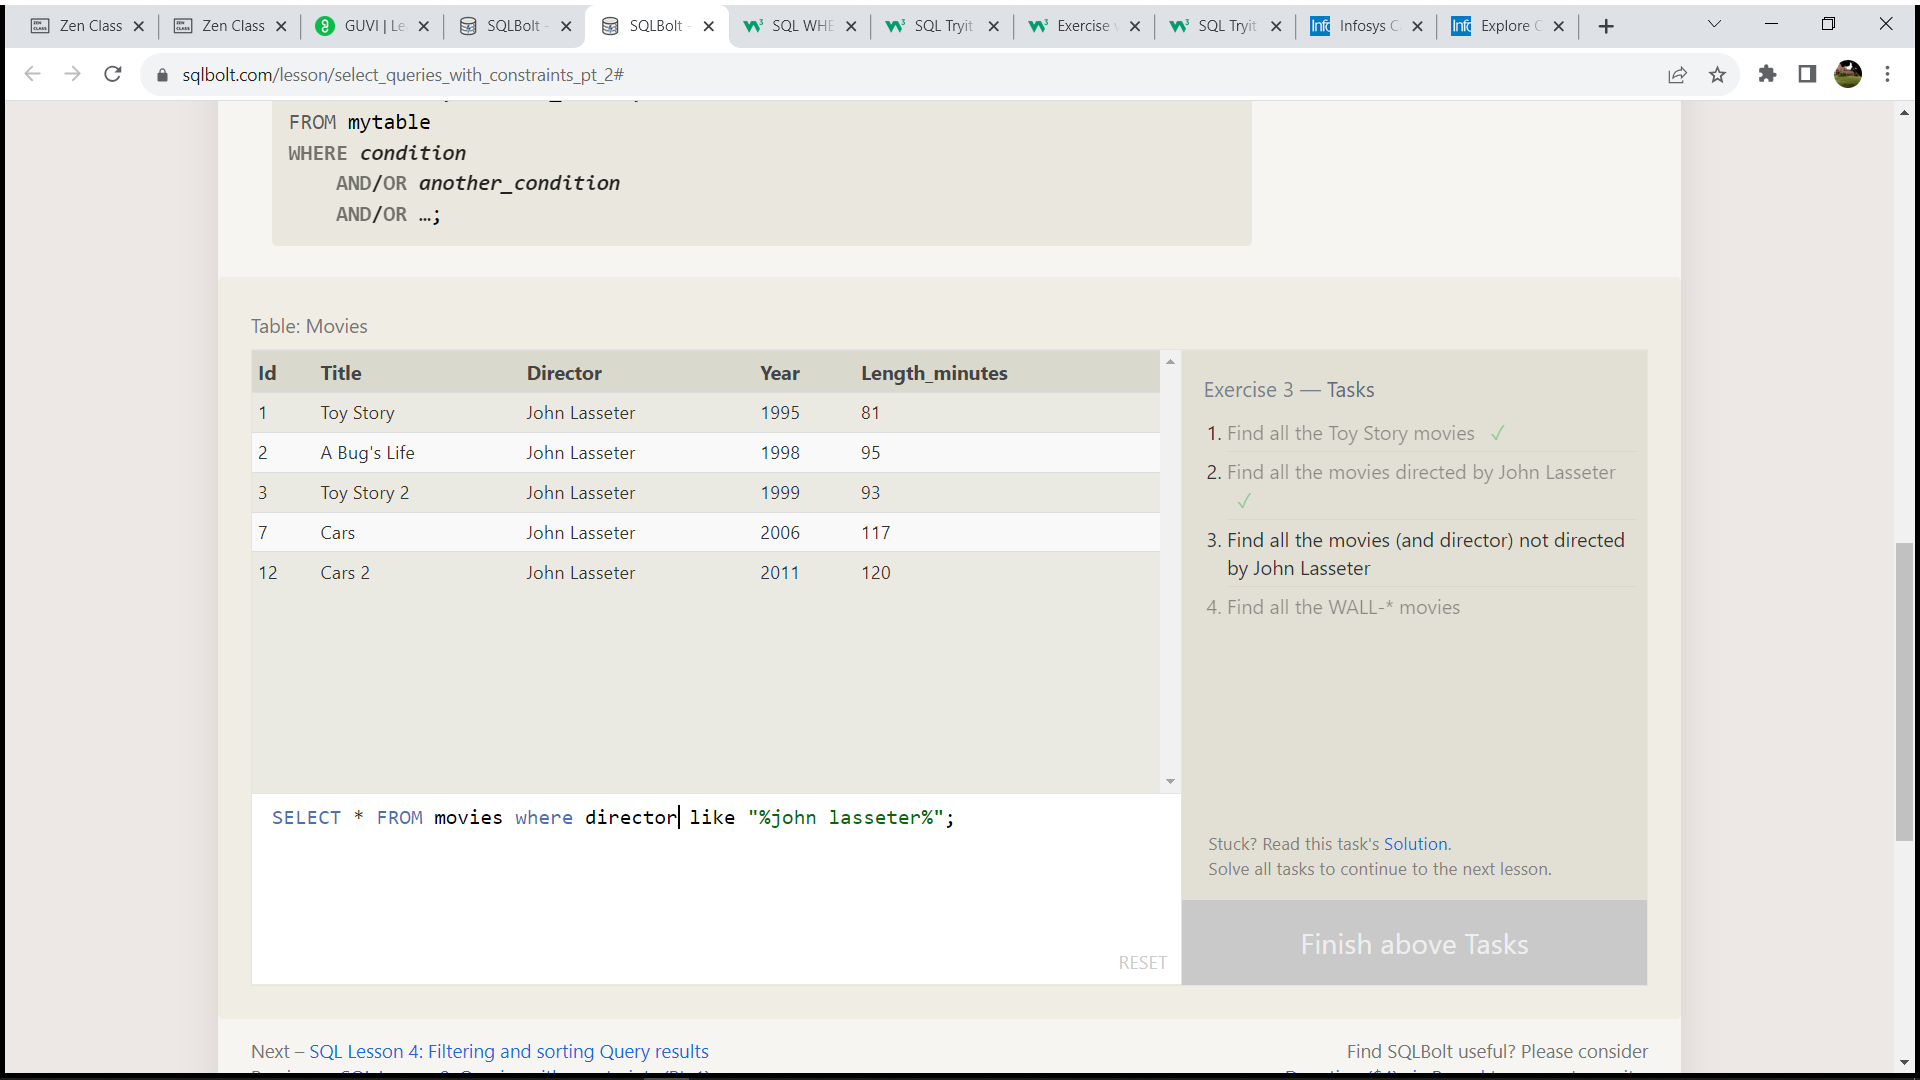 Zen Class
Zen Class
GUVI | Le
SQLBolt -
SQLBolt -
SQL WHE
SQL Tryit
Exercise
SQL Tryit
Infosys C
Explore C
sqlbolt.com/lesson/select_queries_with_constraints_pt_2#
FROM mytable
WHERE condition
AND/OR another_condition
AND/OR …;
Table: Movies
Id Title Director Year Length_minutes
1 Toy Story John Lasseter 1995 81
2 A Bug's Life John Lasseter 1998 95
3 Toy Story 2 John Lasseter 1999 93
7 Cars John Lasseter 2006 117
12 Cars 2 John Lasseter 2011 120
SELECT * FROM movies where director like "%john lasseter%";
RESET
Exercise 3 — Tasks
1. Find all the Toy Story movies ✓
2. Find all the movies directed by John Lasseter
✓
3. Find all the movies (and director) not directed
by John Lasseter
4. Find all the WALL-* movies
Stuck? Read this task's Solution.
Solve all tasks to continue to the next lesson.
Finish above Tasks
Next – SQL Lesson 4: Filtering and sorting Query results
Find SQLBolt useful? Please consider